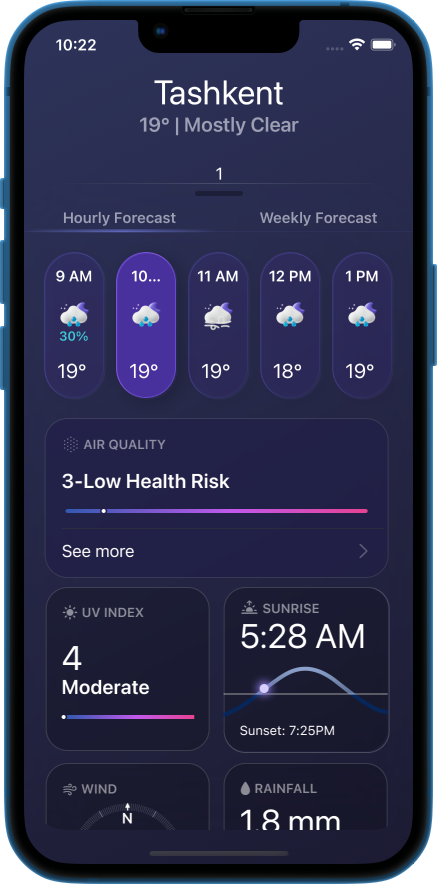 10:22
Tashkent
19° | Mostly Clear
1
Hourly Forecast Weekly Forecast
9 AM 10... 11 AM 12 PM 1 PM
30%
19° 19° 19° 18° 19°
AIR QUALITY
3-Low Health Risk
See more
UV INDEX
4
Moderate
SUNRISE
5:28 AM
Sunset: 7:25PM
WIND
N
RAINFALL
1.8 mm